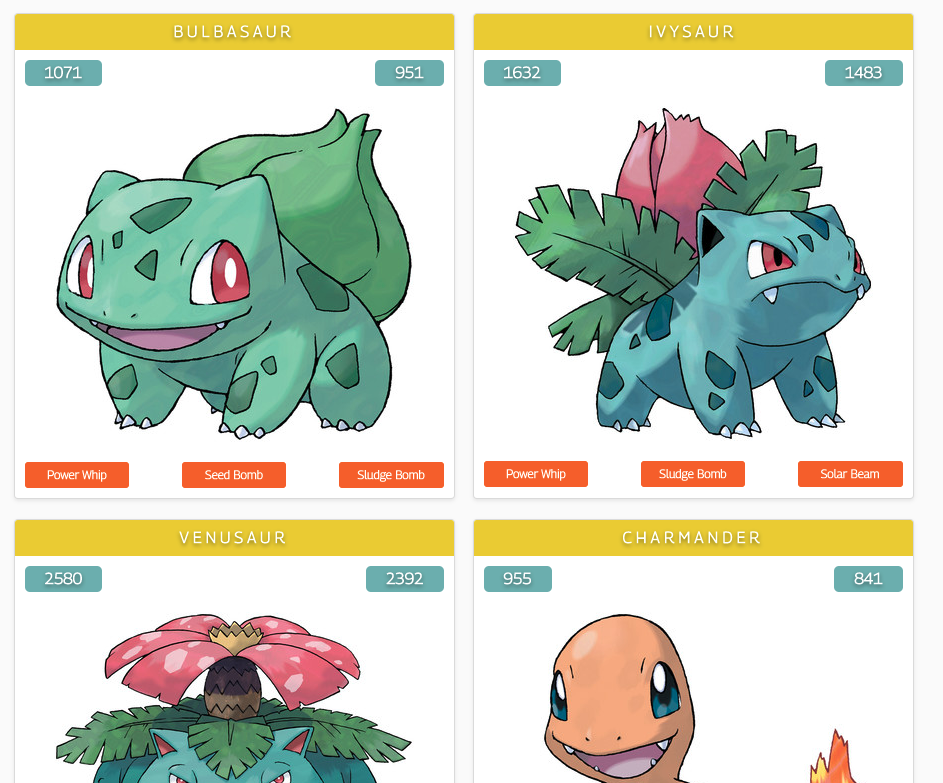 BULBASAUR
1071 951
Power Whip Seed Bomb Sludge Bomb
IVYSAUR
1632 1483
Power Whip Sludge Bomb Solar Beam
VENUSAUR
2580 2392
CHARMANDER
955 841